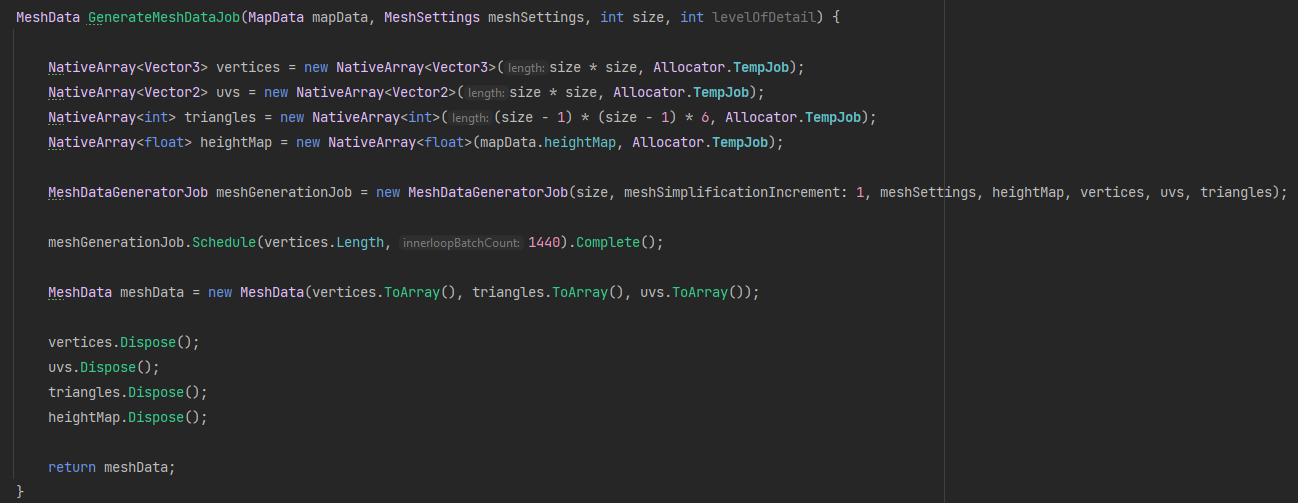 MeshData GenerateMeshDataJob(MapData mapData, MeshSettings meshSettings, int size, int levelOfDetail) {
NativeArray<Vector3> vertices = new NativeArray<Vector3>(length: size * size, Allocator.TempJob);
NativeArray<Vector2> uvs = new NativeArray<Vector2>(length: size * size, Allocator.TempJob);
NativeArray<int> triangles = new NativeArray<int>(length: (size - 1) * (size - 1) * 6, Allocator.TempJob);
NativeArray<float> heightMap = new NativeArray<float>(mapData.heightMap, Allocator.TempJob);
MeshDataGeneratorJob meshGenerationJob = new MeshDataGeneratorJob(size, meshSimplificationIncrement: 1, meshSettings, heightMap, vertices, uvs, triangles);
meshGenerationJob.Schedule(vertices.Length, innerloopBatchCount: 1440).Complete();
MeshData meshData = new MeshData(vertices.ToArray(), triangles.ToArray(), uvs.ToArray());
vertices.Dispose();
uvs.Dispose();
triangles.Dispose();
heightMap.Dispose();
return meshData;
}